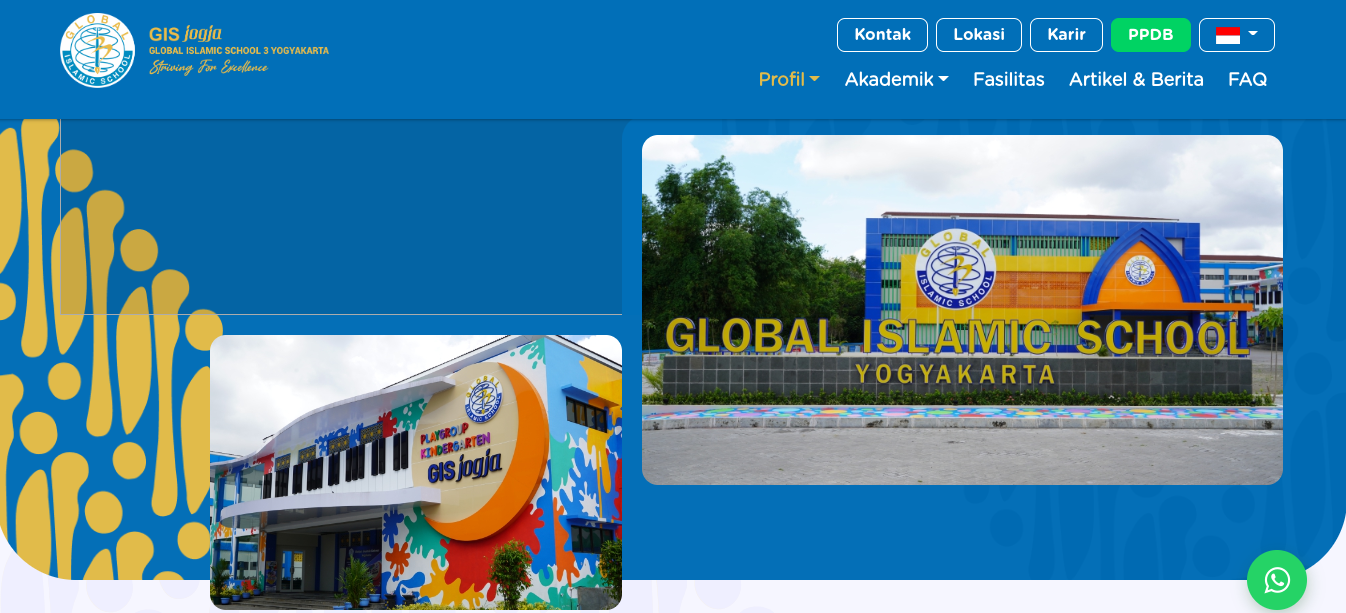 GLOBAL
ISLAMIC SCHOOL
GIS jogja
GLOBAL ISLAMIC SCHOOL 3 YOGYAKARTA
Striving For Excellence
Kontak
Lokasi
Karir
PPDB
Profil
Akademik
Fasilitas
Artikel & Berita
FAQ
GLOBAL
ISLAMIC SCHOOL
GLOBAL ISLAMIC SCHOOL
YOGYAKARTA
GLOBAL
ISLAMIC SCHOOL
PLAYGROUP
KINDERGARTEN
GIS jogja